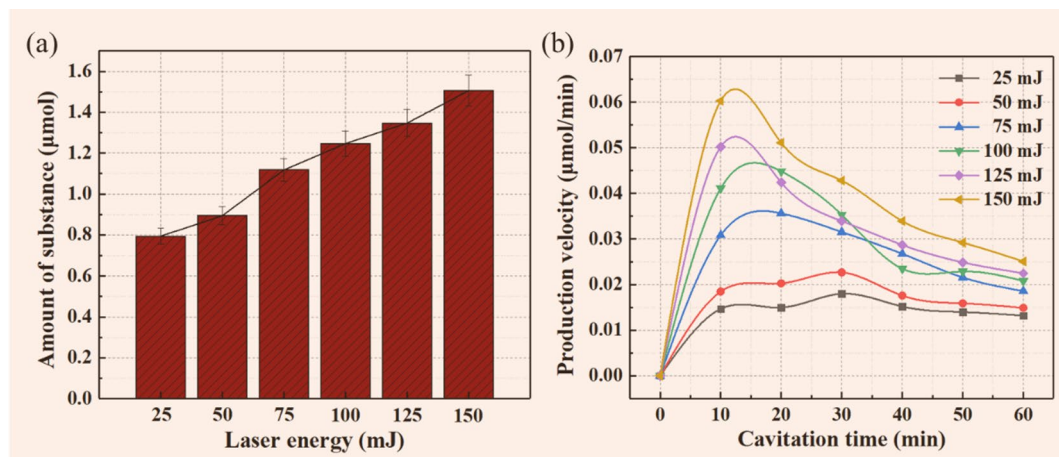 (a)
Amount of substance (μmol)
1.6
1.4
1.2
1.0
0.8
0.6
0.4
0.2
0.0
25 50 75 100 125 150
Laser energy (mJ)
(b)
Production velocity (μmol/min)
0.07
0.06
0.05
0.04
0.03
0.02
0.01
0.00
25 mJ
50 mJ
75 mJ
100 mJ
125 mJ
150 mJ
0 10 20 30 40 50 60
Cavitation time (min)